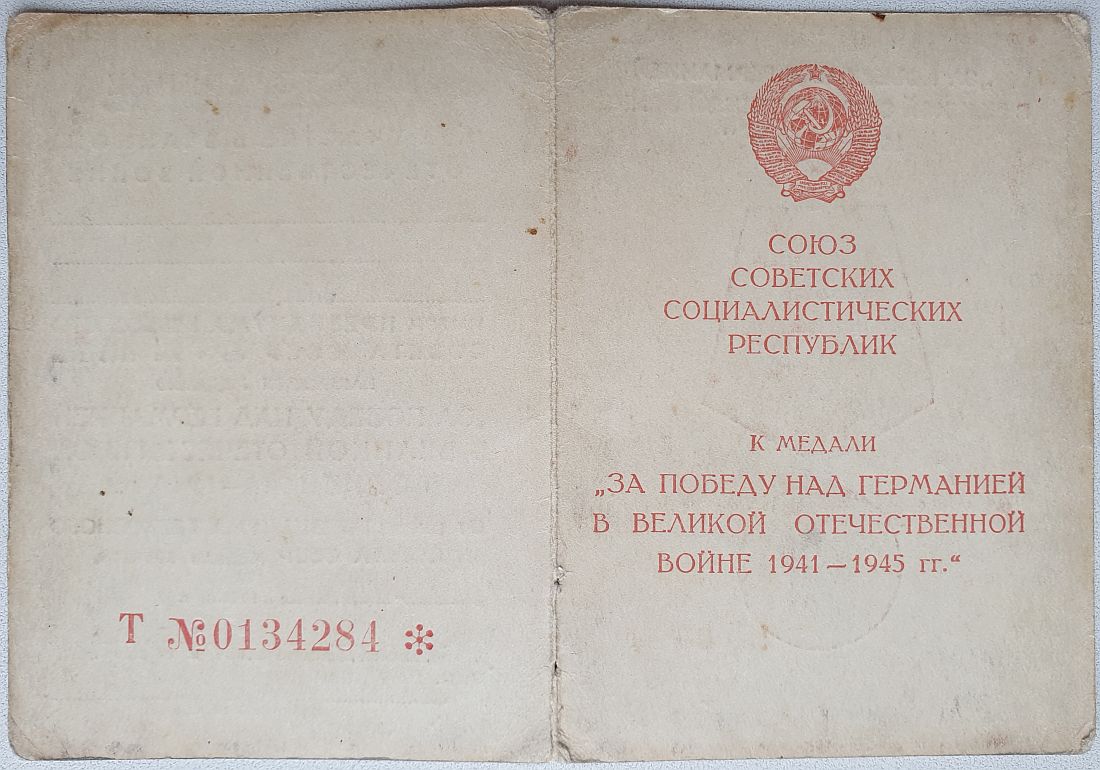 Т №0134284
СОЮЗ
СОВЕТСКИХ
СОЦИАЛИСТИЧЕСКИХ
РЕСПУБЛИК
К МЕДАЛИ
„ЗА ПОБЕДУ НАД ГЕРМАНИЕЙ
В ВЕЛИКОЙ ОТЕЧЕСТВЕННОЙ
ВОЙНЕ 1941—1945 гг.“